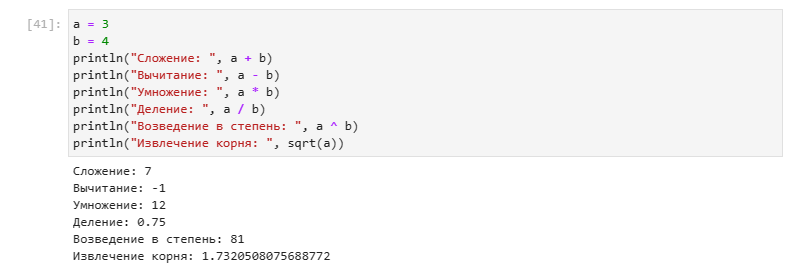 [41]: a = 3
b = 4
println("Сложение: ", a + b)
println("Вычитание: ", a - b)
println("Умножение: ", a * b)
println("Деление: ", a / b)
println("Возведение в степень: ", a ^ b)
println("Извлечение корня: ", sqrt(a))
Сложение: 7
Вычитание: -1
Умножение: 12
Деление: 0.75
Возведение в степень: 81
Извлечение корня: 1.7320508075688772